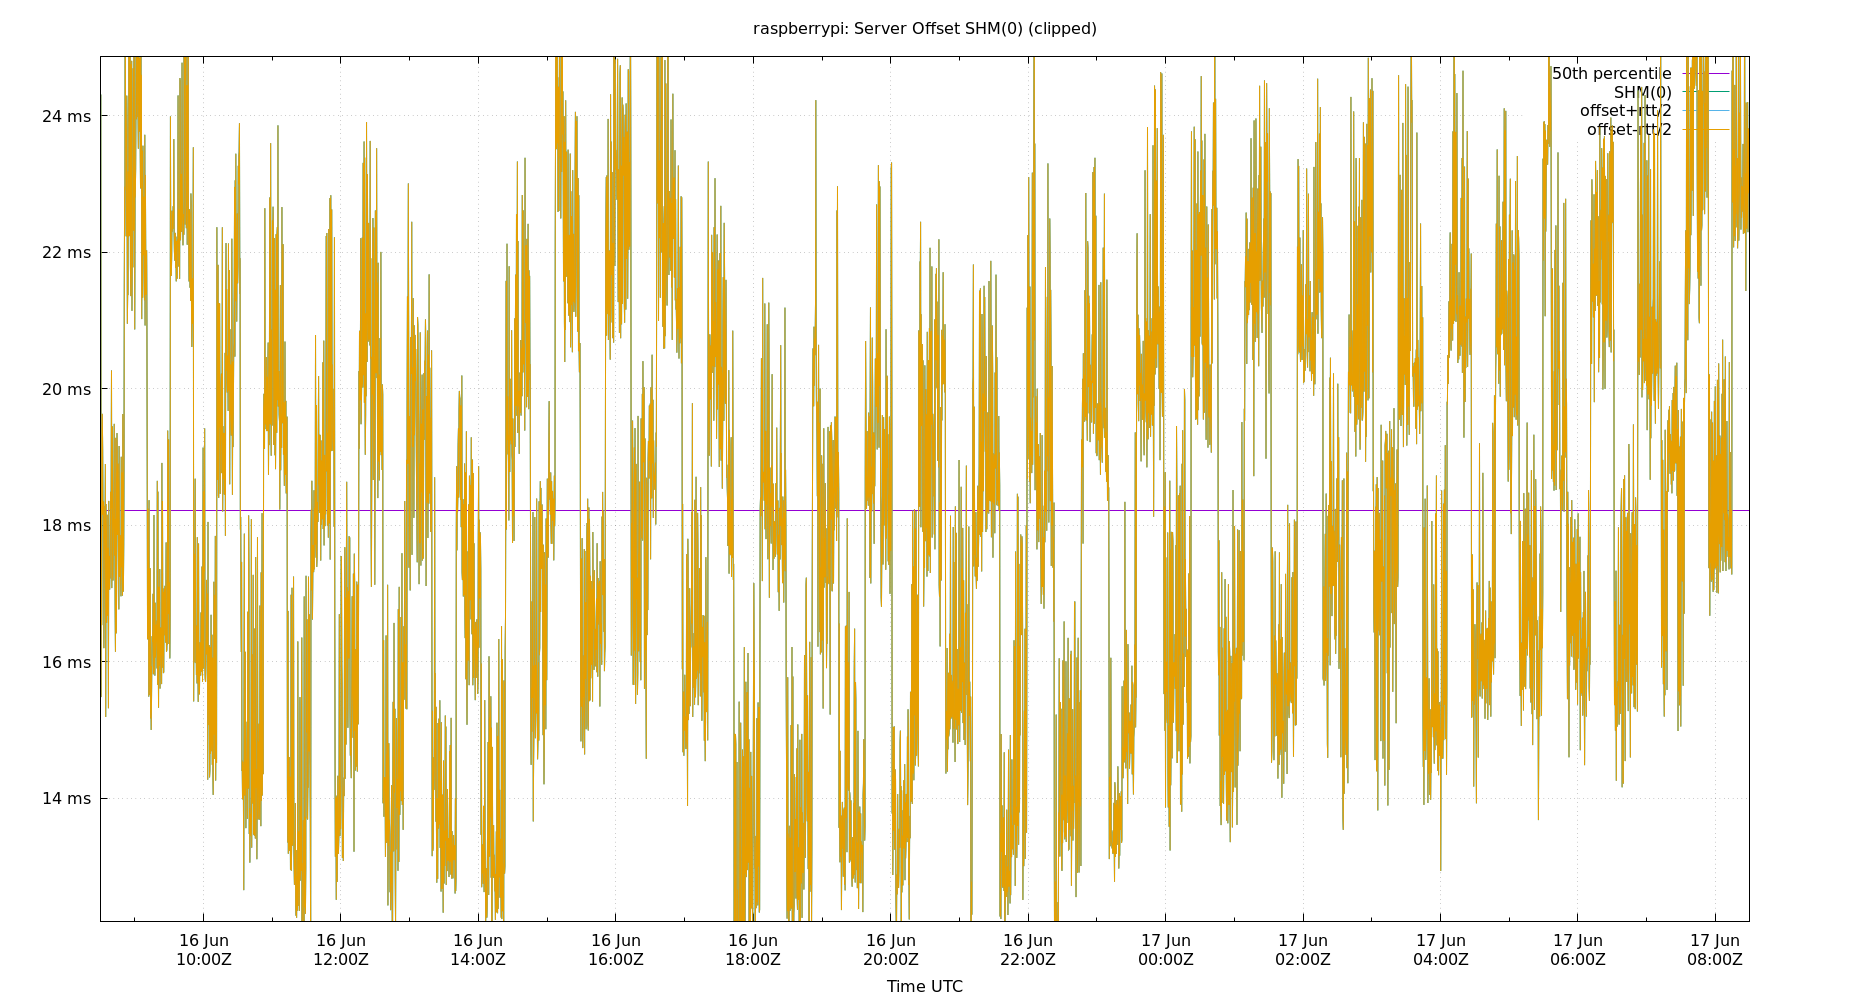 raspberrypi: Server Offset SHM(0) (clipped)
50th percentile
SHM(0)
offset+rtt/2
offset-rtt/2
24 ms
22 ms
20 ms
18 ms
16 ms
14 ms
16 Jun 16 Jun 16 Jun 16 Jun 16 Jun 16 Jun 16 Jun 17 Jun 17 Jun 17 Jun 17 Jun 17 Jun
10:00Z 12:00Z 14:00Z 16:00Z 18:00Z 20:00Z 22:00Z 00:00Z 02:00Z 04:00Z 06:00Z 08:00Z
Time UTC